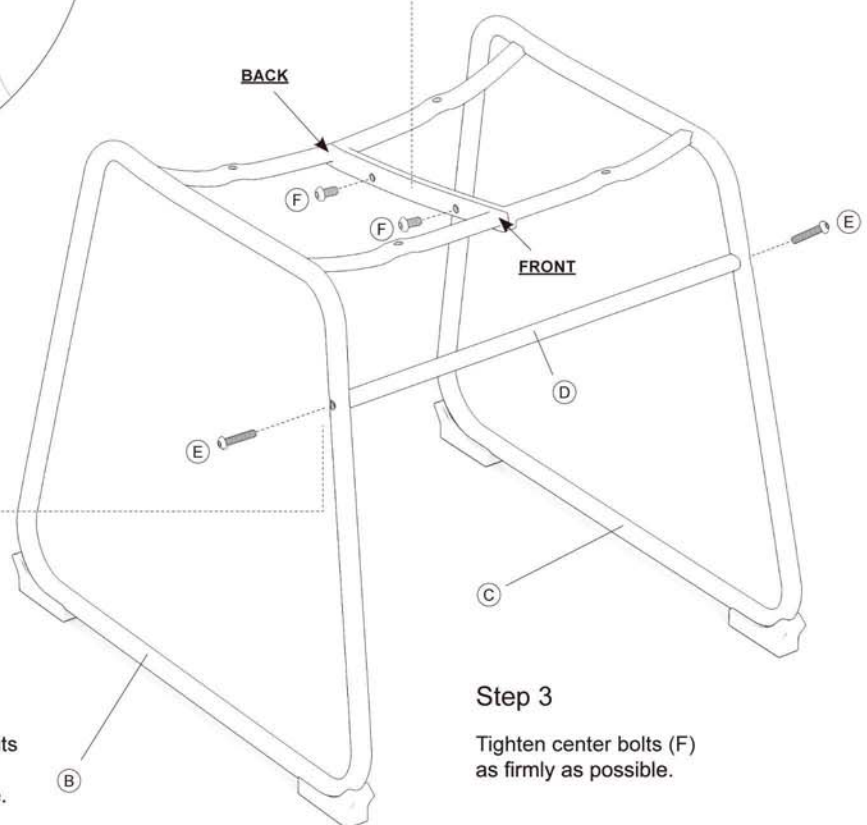 BACK
F
F
E
FRONT
D
E
C
B
Step 3
Tighten center bolts (F)
as firmly as possible.